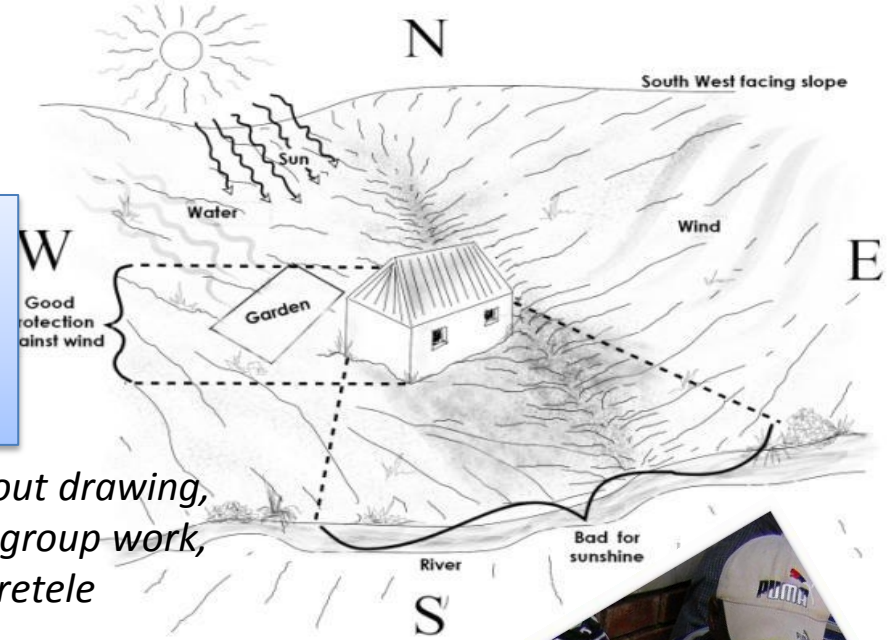 N
South West facing slope
Sun
Water
Wind
W
E
Good
rotection
ainst wind
Garden
out drawing,
group work,
retele
Bad for
sunshine
River
S
PUMA